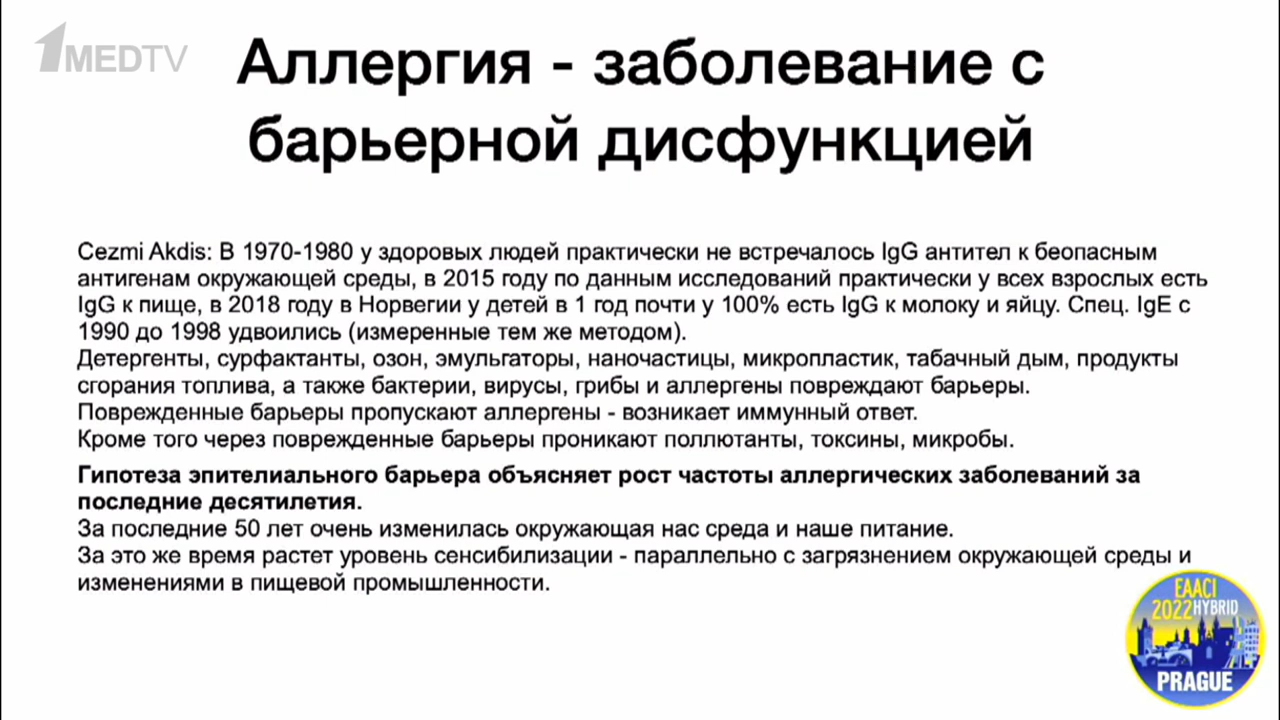 1MEDTV
Аллергия - заболевание с
барьерной дисфункцией
Cezmi Akdis: В 1970-1980 у здоровых людей практически не встречалось IgG антител к беопасным
антигенам окружающей среды, в 2015 году по данным исследований практически у всех взрослых есть
IgG к пище, в 2018 году в Норвегии у детей в 1 год почти у 100% есть IgG к молоку и яйцу. Спец. IgE с
1990 до 1998 удвоились (измеренные тем же методом).
Детергенты, сурфактанты, озон, эмульгаторы, наночастицы, микропластик, табачный дым, продукты
сгорания топлива, а также бактерии, вирусы, грибы и аллергены повреждают барьеры.
Поврежденные барьеры пропускают аллергены - возникает иммунный ответ.
Кроме того через поврежденные барьеры проникают поллютанты, токсины, микробы.
Гипотеза эпителиального барьера объясняет рост частоты аллергических заболеваний за
последние десятилетия.
За последние 50 лет очень изменилась окружающая нас среда и наше питание.
За это же время растет уровень сенсибилизации - параллельно с загрязнением окружающей среды и
изменениями в пищевой промышленности.
EAACI
2022 HYBRID
PRAGUE